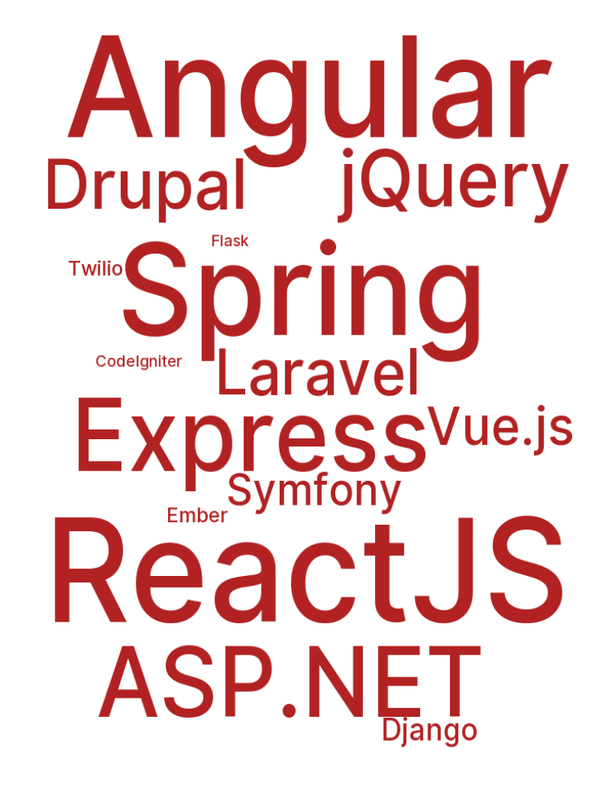 Angular
Drupal
jQuery
Flask
Twilio
Spring
CodeIgniter
Laravel
Express
Vue.js
Symfony
Ember
ReactJS
ASP.NET
Django